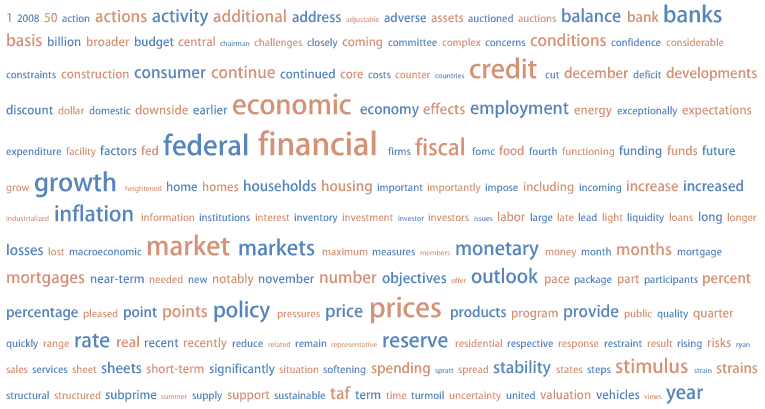 1 2008 50 action actions activity additional address adjustable adverse assets auctioned auctions balance bank banks
basis billion broader budget central chairman challenges closely coming committee complex concerns conditions confidence considerable
constraints construction consumer continue continued core costs counter countries credit cut december deficit developments
discount dollar domestic downside earlier economic economy effects employment energy exceptionally expectations
expenditure facility factors fed federal financial firms fiscal fomc food fourth functioning funding funds future
grow growth heightened home homes households housing important importantly impose including incoming increase increased
industrialized inflation information institutions interest inventory investment investor investors issues labor large late lead light liquidity loans long longer
losses lost macroeconomic market markets maximum measures members monetary money month months mortgage
mortgages near-term needed new notably november number objectives offer outlook pace package part participants percent
percentage pleased point points policy pressures price prices products program provide public quality quarter
quickly range rate real recent recently reduce related remain representative reserve residential respective response restraint result rising risks ryan
sales services sheet sheets short-term significantly situation softening spending spratt spread stability states steps stimulus strain strains
structural structured subprime summer supply support sustainable taf term time turmoil uncertainty united valuation vehicles views year